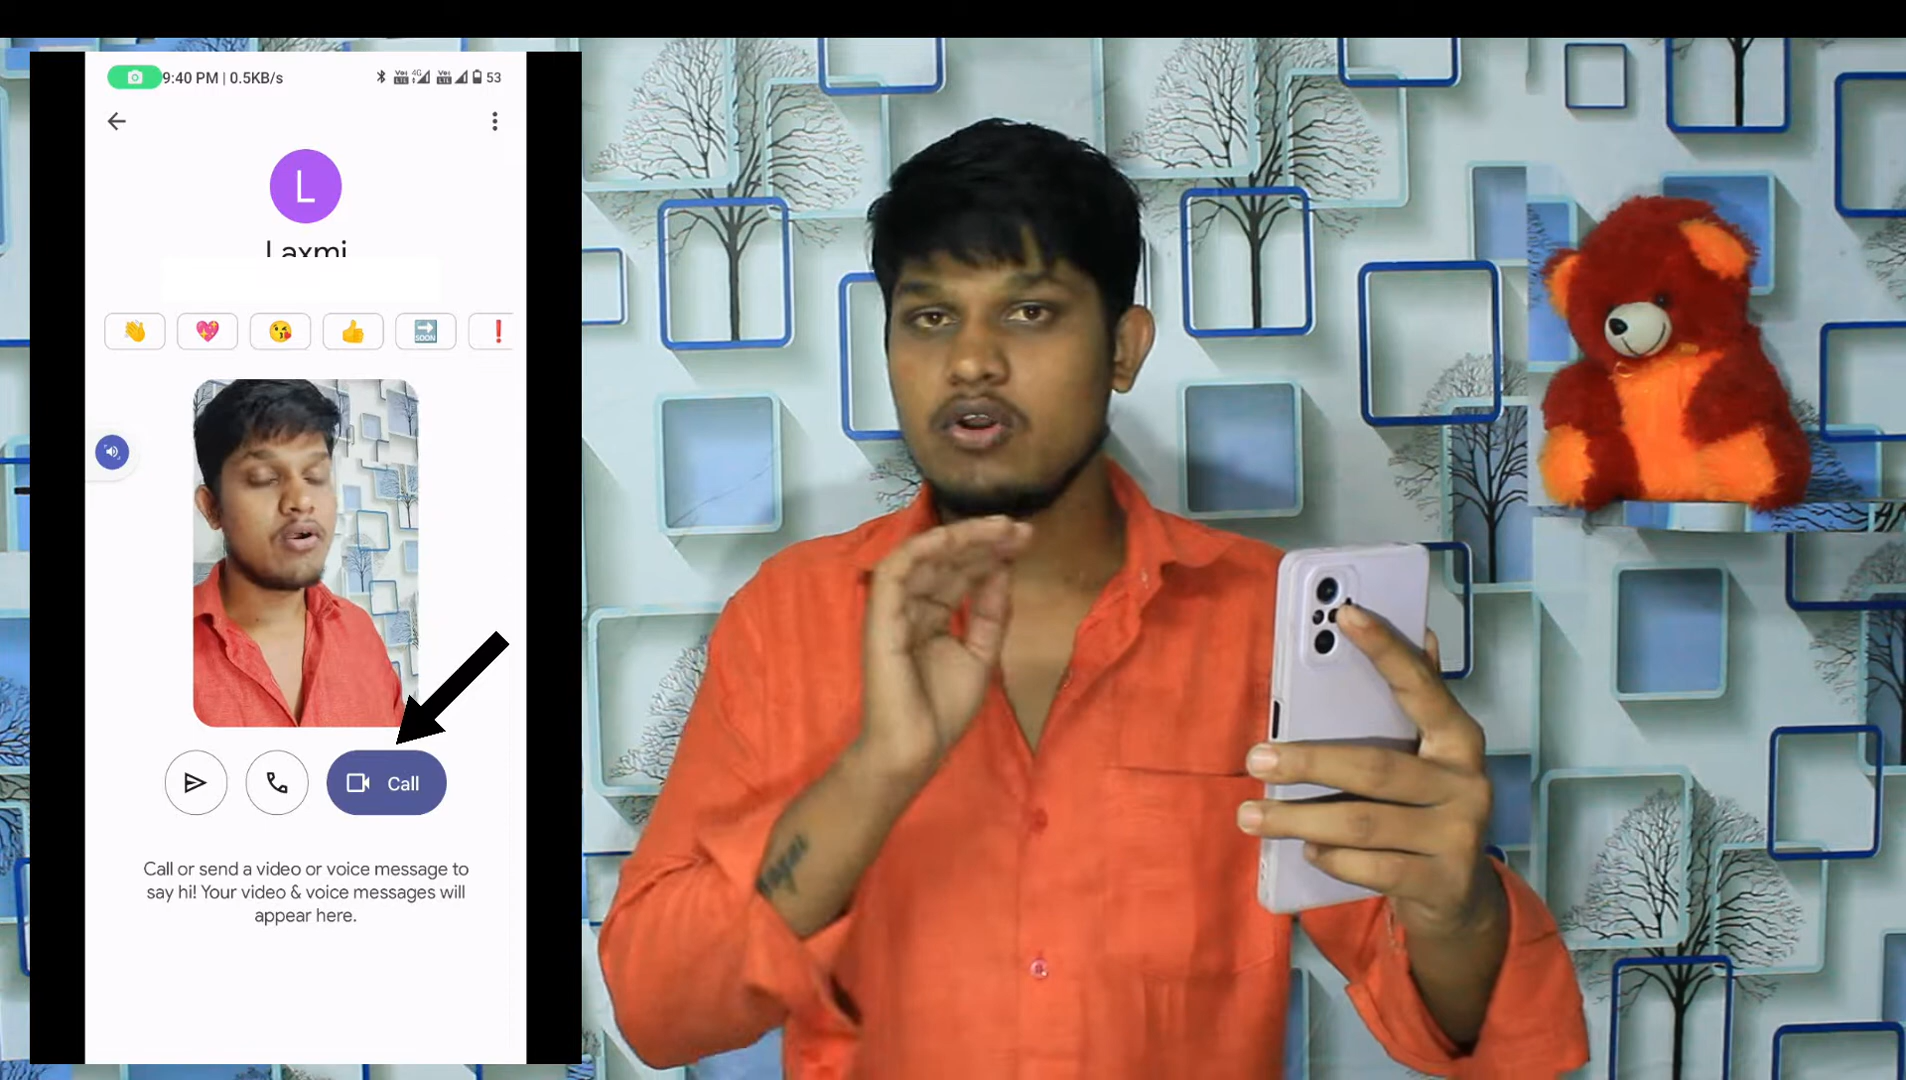 9:40 PM | 0.5KB/s
53
L
Laxmi
SOON
Call
Call or send a video or voice message to
say hi! Your video & voice messages will
appear here.